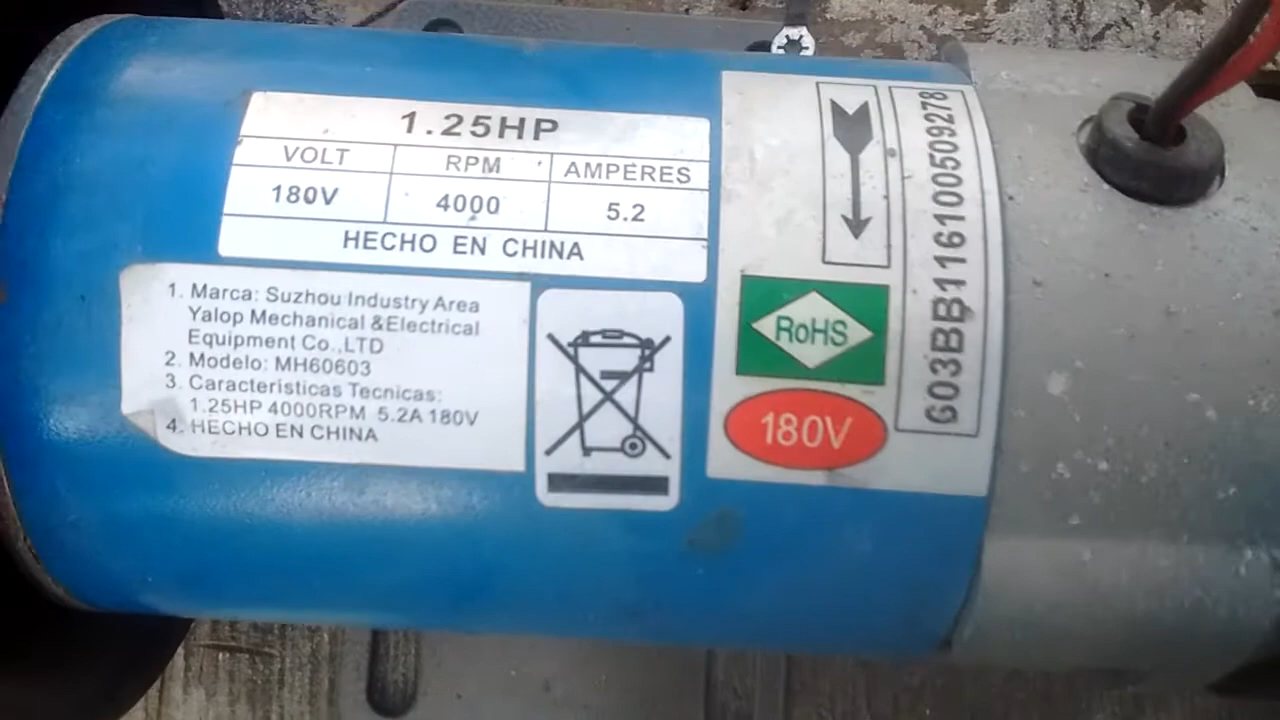 1.25HP
VOLT RPM AMPERES
180V 4000 5.2
HECHO EN CHINA
1. Marca: Suzhou Industry Area
Yalop Mechanical &Electrical
Equipment Co.,LTD
2. Modelo: MH60603
3. Caracteristicas Tecnicas:
1.25HP 4000RPM 5.2A 180V
4. HECHO EN CHINA
RoHS
180V
603BB116100509278